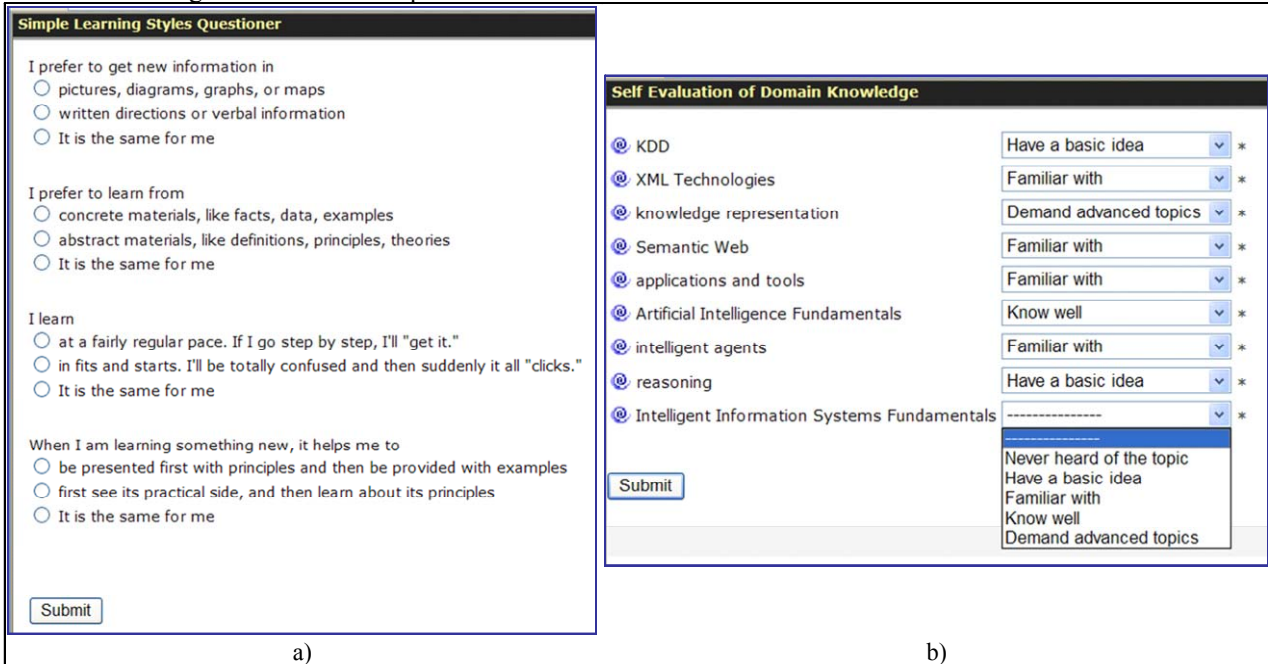 Simple Learning Styles Questioner
I prefer to get new information in
pictures, diagrams, graphs, or maps
written directions or verbal information
It is the same for me
I prefer to learn from
concrete materials, like facts, data, examples
abstract materials, like definitions, principles, theories
It is the same for me
I learn
at a fairly regular pace. If I go step by step, I'll "get it."
in fits and starts. I'll be totally confused and then suddenly it all "clicks."
It is the same for me
When I am learning something new, it helps me to
be presented first with principles and then be provided with examples
first see its practical side, and then learn about its principles
It is the same for me
Submit
a)
Self Evaluation of Domain Knowledge
KDD Have a basic idea *
XML Technologies Familiar with *
knowledge representation Demand advanced topics *
Semantic Web Familiar with *
applications and tools Familiar with *
Artificial Intelligence Fundamentals Know well *
intelligent agents Familiar with *
reasoning Have a basic idea *
Intelligent Information Systems Fundamentals --------------- *
---------------
Never heard of the topic
Have a basic idea
Familiar with
Know well
Demand advanced topics
Submit
b)